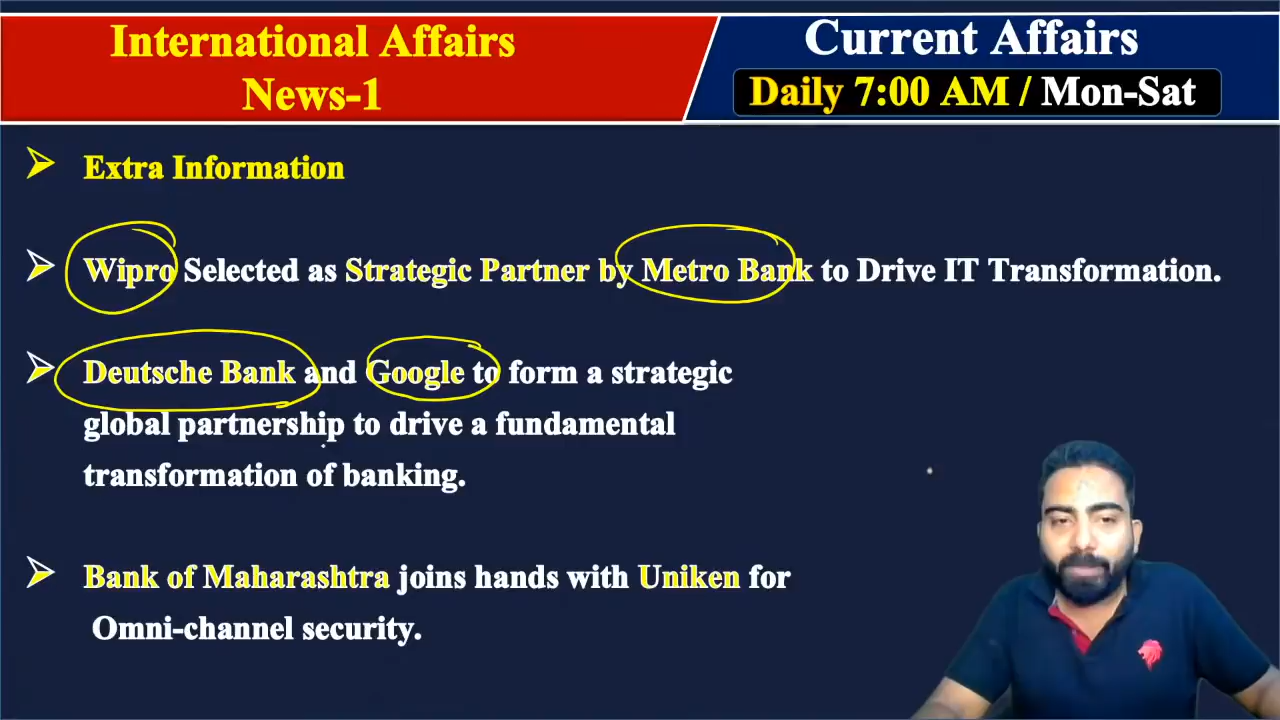 International Affairs
News-1
Current Affairs
Daily 7:00 AM / Mon-Sat
Extra Information
Wipro Selected as Strategic Partner by Metro Bank to Drive IT Transformation.
Deutsche Bank and Google to form a strategic
global partnership to drive a fundamental
transformation of banking.
Bank of Maharashtra joins hands with Uniken for
Omni-channel security.